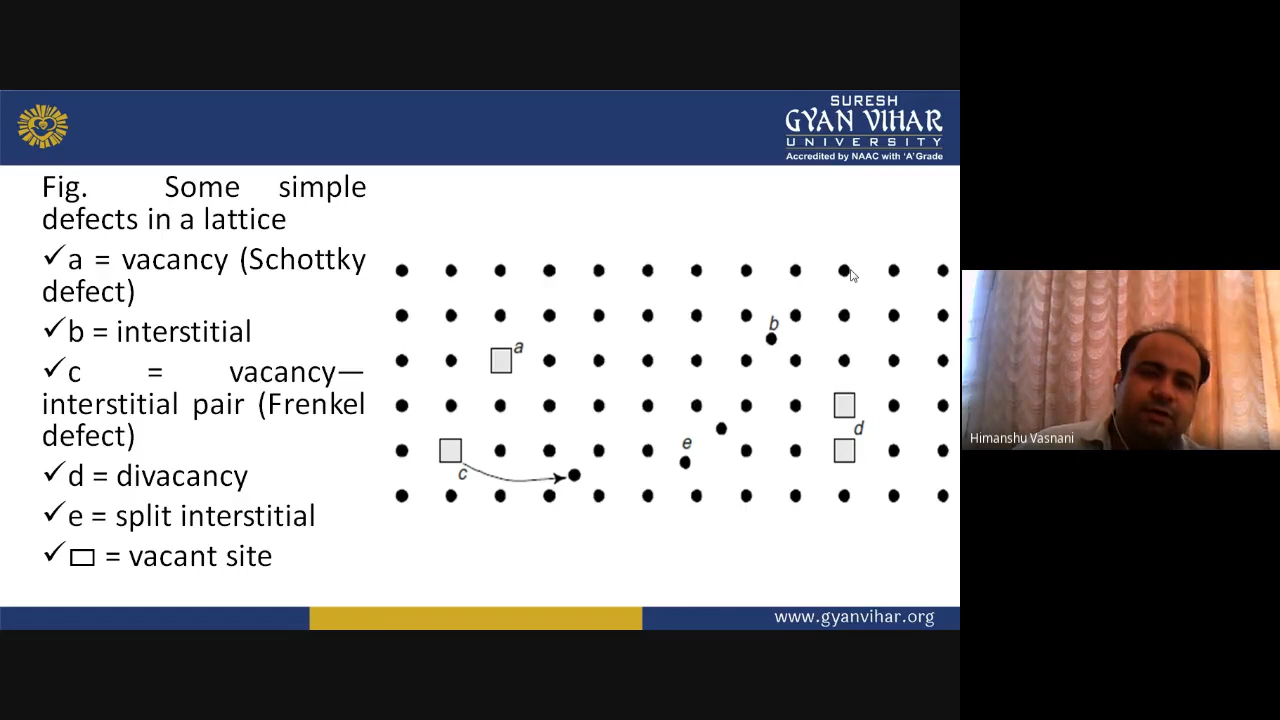 SURESH
GYAN VIHAR
UNIVERSITY
Accredited by NAAC with 'A' Grade
Fig. Some simple
defects in a lattice
✓a = vacancy (Schottky
defect)
✓b = interstitial
✓c = vacancy—
interstitial pair (Frenkel
defect)
✓d = divacancy
✓e = split interstitial
✓▭ = vacant site
b
a
d
e
c
Himanshu Vasnani
www.gyanvihar.org